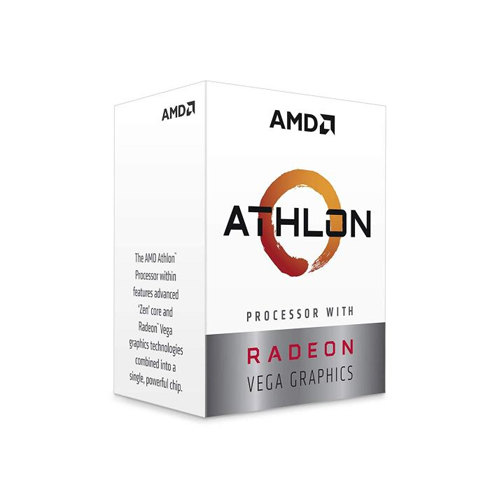 AMD
The AMD Athlon™
Processor within
features advanced
'Zen' core and
Radeon™ Vega
graphics technologies
combined into a
single, powerful chip.
AMD
ATHLON
PROCESSOR WITH
RADEON
VEGA GRAPHICS